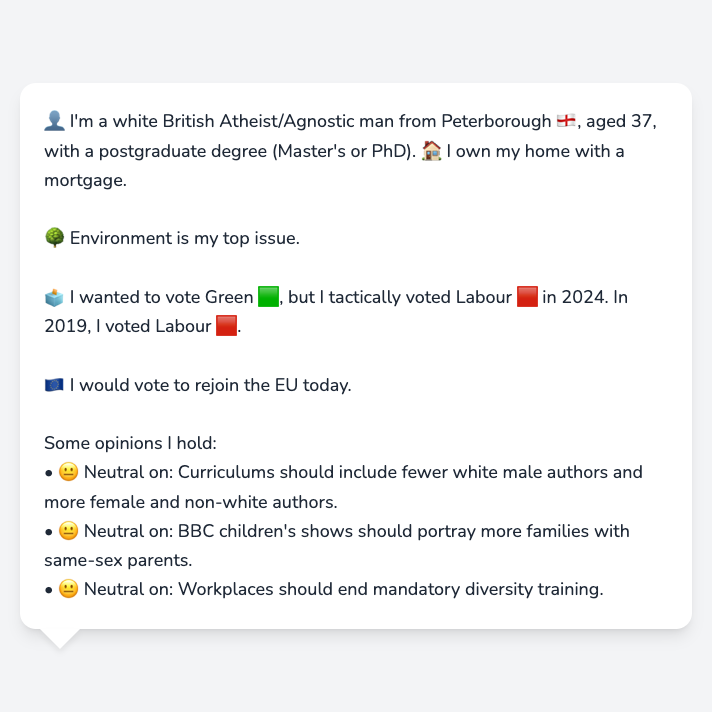 👤 I'm a white British Atheist/Agnostic man from Peterborough 🏴󠁧󠁢󠁥󠁮󠁧󠁿, aged 37,
with a postgraduate degree (Master's or PhD). 🏠 I own my home with a
mortgage.
🌳 Environment is my top issue.
🗳️ I wanted to vote Green 🟩, but I tactically voted Labour 🟥 in 2024. In
2019, I voted Labour 🟥.
🇪🇺 I would vote to rejoin the EU today.
Some opinions I hold:
• 😐 Neutral on: Curriculums should include fewer white male authors and
more female and non-white authors.
• 😐 Neutral on: BBC children's shows should portray more families with
same-sex parents.
• 😐 Neutral on: Workplaces should end mandatory diversity training.